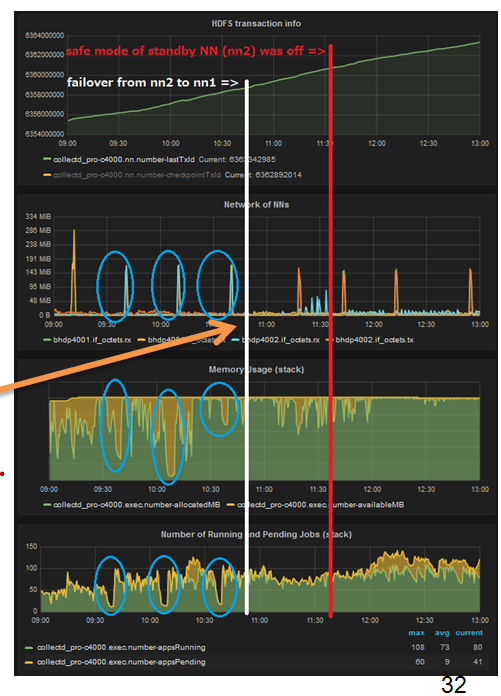 HDFS transaction info
6364000000
safe mode of standby NN (nn2) was off =>
6362000000
6360000000
failover from nn2 to nn1 =>
6358000000
6356000000
6354000000
09:00 09:30 10:00 10:30 11:00 11:30 12:00 12:30 13:00
collectd_pro-o4000.nn.number-lastTxId Current: 6363342985
collectd_pro-o4000.nn.number-checkpointTxId Current: 6362892014
Network of NNs
334 MiB
286 MiB
238 MiB
191 MiB
143 MiB
95 MiB
48 MiB
0 B
09:00 09:30 10:00 10:30 11:00 11:30 12:00 12:30 13:00
bhdp4001.if_octets.rx bhdp4001.if_octets.tx bhdp4002.if_octets.rx bhdp4002.if_octets.tx
Memory Usage (stack)
09:00 09:30 10:00 10:30 11:00 11:30 12:00 12:30 13:00
collectd_pro-o4000.exec.number-allocatedMB collectd_pro-o4000.exec.number-availableMB
Number of Running and Pending Jobs (stack)
150
100
50
0
09:00 09:30 10:00 10:30 11:00 11:30 12:00 12:30 13:00
max avg current
collectd_pro-o4000.exec.number-appsRunning 108 73 80
collectd_pro-o4000.exec.number-appsPending 60 9 41
32